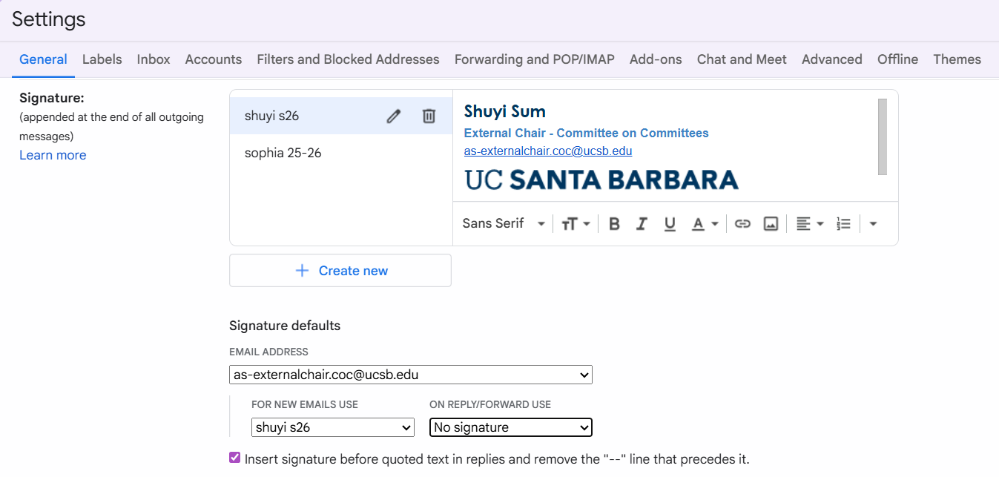 Settings
General Labels Inbox Accounts Filters and Blocked Addresses Forwarding and POP/IMAP Add-ons Chat and Meet Advanced Offline Themes
Signature:
(appended at the end of all outgoing
messages)
Learn more
shuyi s26
sophia 25-26
Shuyi Sum
External Chair - Committee on Committees
as-externalchair.coc@ucsb.edu
UC SANTA BARBARA
Sans Serif
Create new
Signature defaults
EMAIL ADDRESS
as-externalchair.coc@ucsb.edu
FOR NEW EMAILS USE ON REPLY/FORWARD USE
shuyi s26 No signature
Insert signature before quoted text in replies and remove the "--" line that precedes it.